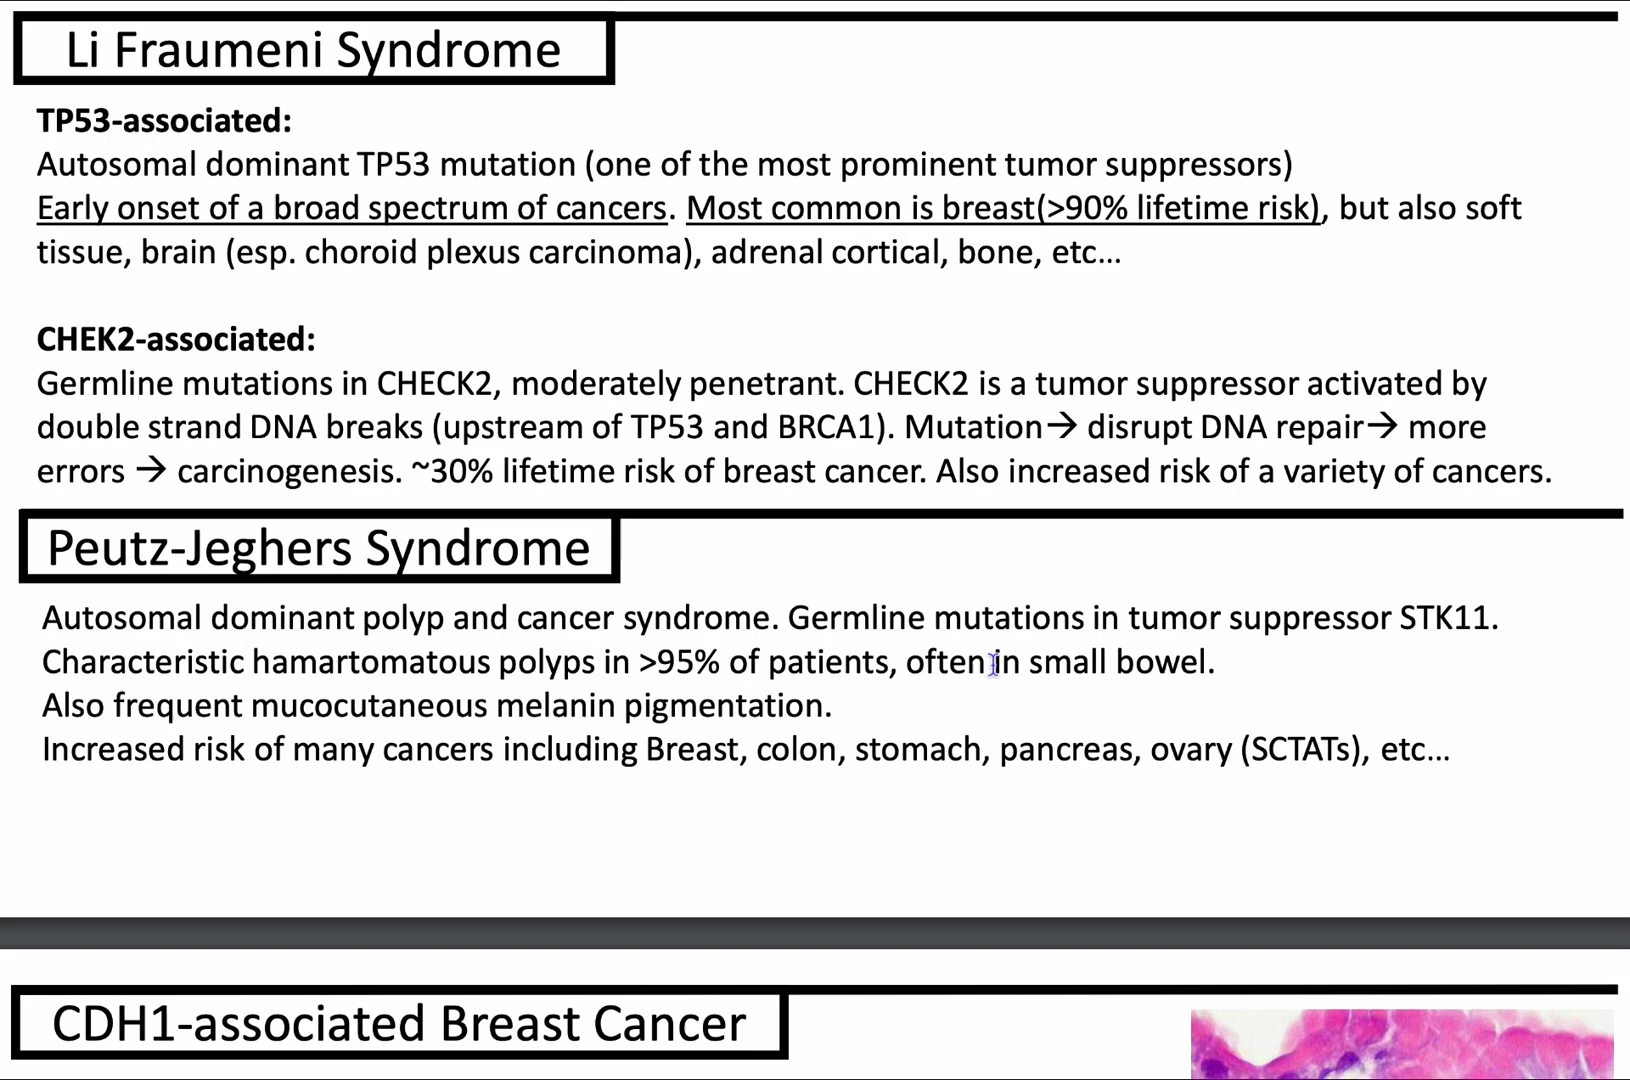 Li Fraumeni Syndrome
TP53-associated:
Autosomal dominant TP53 mutation (one of the most prominent tumor suppressors)
Early onset of a broad spectrum of cancers. Most common is breast(>90% lifetime risk), but also soft
tissue, brain (esp. choroid plexus carcinoma), adrenal cortical, bone, etc…
CHEK2-associated:
Germline mutations in CHECK2, moderately penetrant. CHECK2 is a tumor suppressor activated by
double strand DNA breaks (upstream of TP53 and BRCA1). Mutation→ disrupt DNA repair→ more
errors → carcinogenesis. ~30% lifetime risk of breast cancer. Also increased risk of a variety of cancers.
Peutz-Jeghers Syndrome
Autosomal dominant polyp and cancer syndrome. Germline mutations in tumor suppressor STK11.
Characteristic hamartomatous polyps in >95% of patients, often in small bowel.
Also frequent mucocutaneous melanin pigmentation.
Increased risk of many cancers including Breast, colon, stomach, pancreas, ovary (SCTATs), etc…
CDH1-associated Breast Cancer